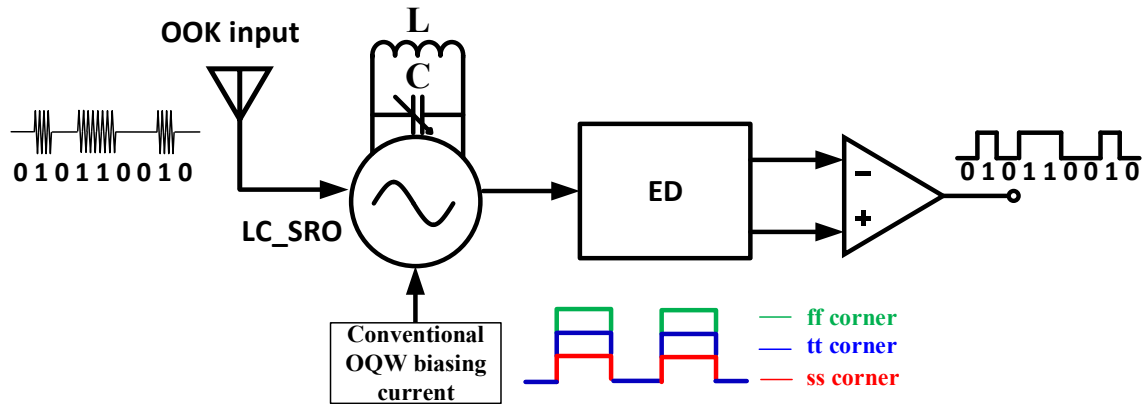 OOK input
L
C
0 1 0 1 1 0 0 1 0
0 1 0 1 1 0 0 1 0
LC_SRO
ED
-
+
Conventional
OQW biasing
current
ff corner
tt corner
ss corner